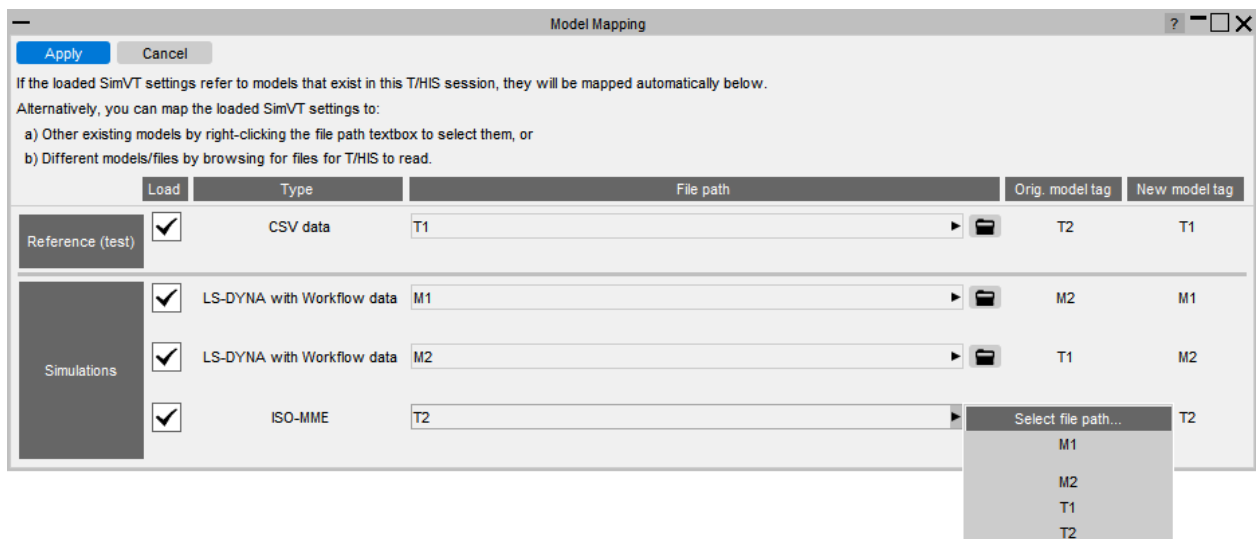 Model Mapping ?
Apply Cancel
If the loaded SimVT settings refer to models that exist in this T/HIS session, they will be mapped automatically below.
Alternatively, you can map the loaded SimVT settings to:
a) Other existing models by right-clicking the file path textbox to select them, or
b) Different models/files by browsing for files for T/HIS to read.
Load Type File path Orig. model tag New model tag
Reference (test) CSV data T1 T2 T1
Simulations
LS-DYNA with Workflow data M1 M2 M1
LS-DYNA with Workflow data M2 T1 M2
ISO-MME T2 T2
Select file path...
M1
M2
T1
T2